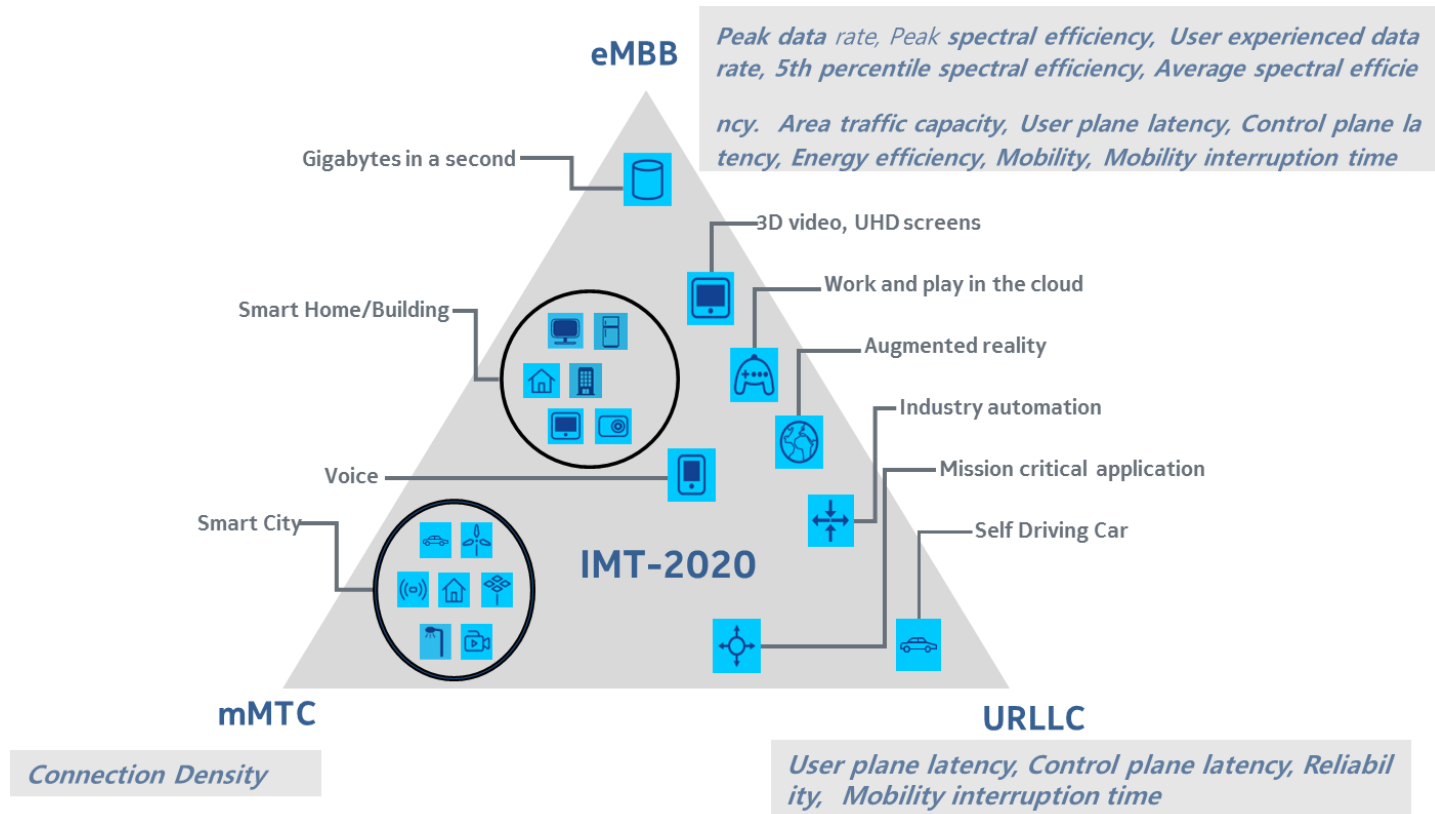 eMBB
Peak data rate, Peak spectral efficiency, User experienced data
rate, 5th percentile spectral efficiency, Average spectral efficie
ncy. Area traffic capacity, User plane latency, Control plane la
tency, Energy efficiency, Mobility, Mobility interruption time
Gigabytes in a second
3D video, UHD screens
Work and play in the cloud
Smart Home/Building
Augmented reality
Industry automation
Mission critical application
Voice
Smart City
Self Driving Car
IMT-2020
mMTC
URLLC
Connection Density
User plane latency, Control plane latency, Reliabil
ity, Mobility interruption time